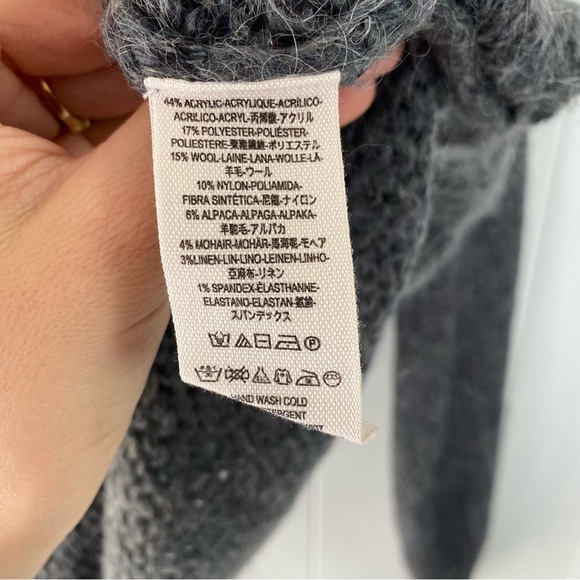 44% ACRYLIC-ACRYLIQUE-ACRÍLICO-
ACRILICO-ACRYL-丙烯酸-アクリル
17% POLYESTER-POLIÉSTER-
POLIESTERE-聚酯纖維-ポリエステル
15% WOOL-LAINE-LANA-WOLLE-LÃ-
羊毛-ウール
10% NYLON-POLIAMIDA-
FIBRA SINTÉTICA-尼龍-ナイロン
6% ALPACA-ALPAGA-ALPAKA-
羊駝毛-アルパカ
4% MOHAIR-MOHÄR-馬海呢-モヘア
3%LINEN-LIN-LINO-LEINEN-LINHO-
亞麻布-リネン
1% SPANDEX-ÉLASTHANNE-
ELASTANO-ELASTAN-氨綸-
スパンデックス
P
HAND WASH COLD